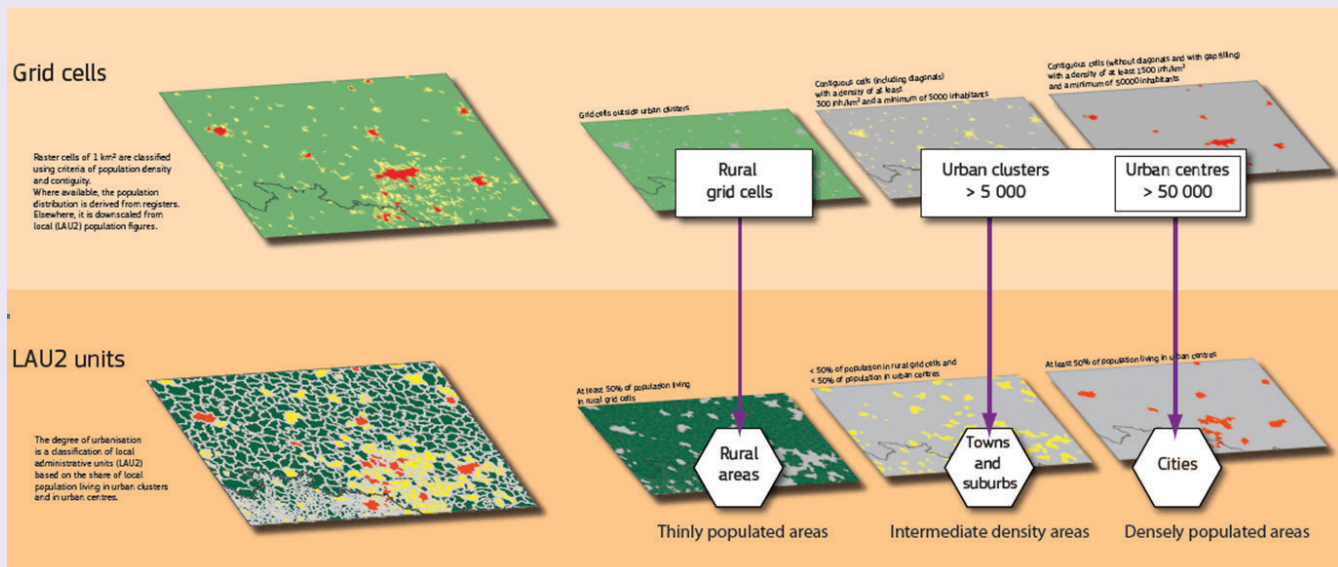 Grid cells
Raster cells of 1 km² are classified
using criteria of population density
and contiguity.
Where available, the population
distribution is derived from registers.
Elsewhere, it is downscaled from
local (LAU2) population figures.
Grid cells outside urban clusters
Contiguous cells (including diagonals)
with a density of at least
300 inh/km² and a minimum of 5000 inhabitants
Contiguous cells (without diagonals and with gap filling)
with a density of at least 1500 inh/km²
and a minimum of 50000 inhabitants
Rural
grid cells
Urban clusters
> 5 000
Urban centres
> 50 000
LAU2 units
The degree of urbanisation
is a classification of local
administrative units (LAU2)
based on the share of local
population living in urban clusters
and in urban centres.
At least 50% of population living
in rural grid cells
< 50% of population in rural grid cells and
< 50% of population in urban centres
At least 50% of population living in urban centres
Rural
areas
Towns
and
suburbs
Cities
Thinly populated areas
Intermediate density areas
Densely populated areas